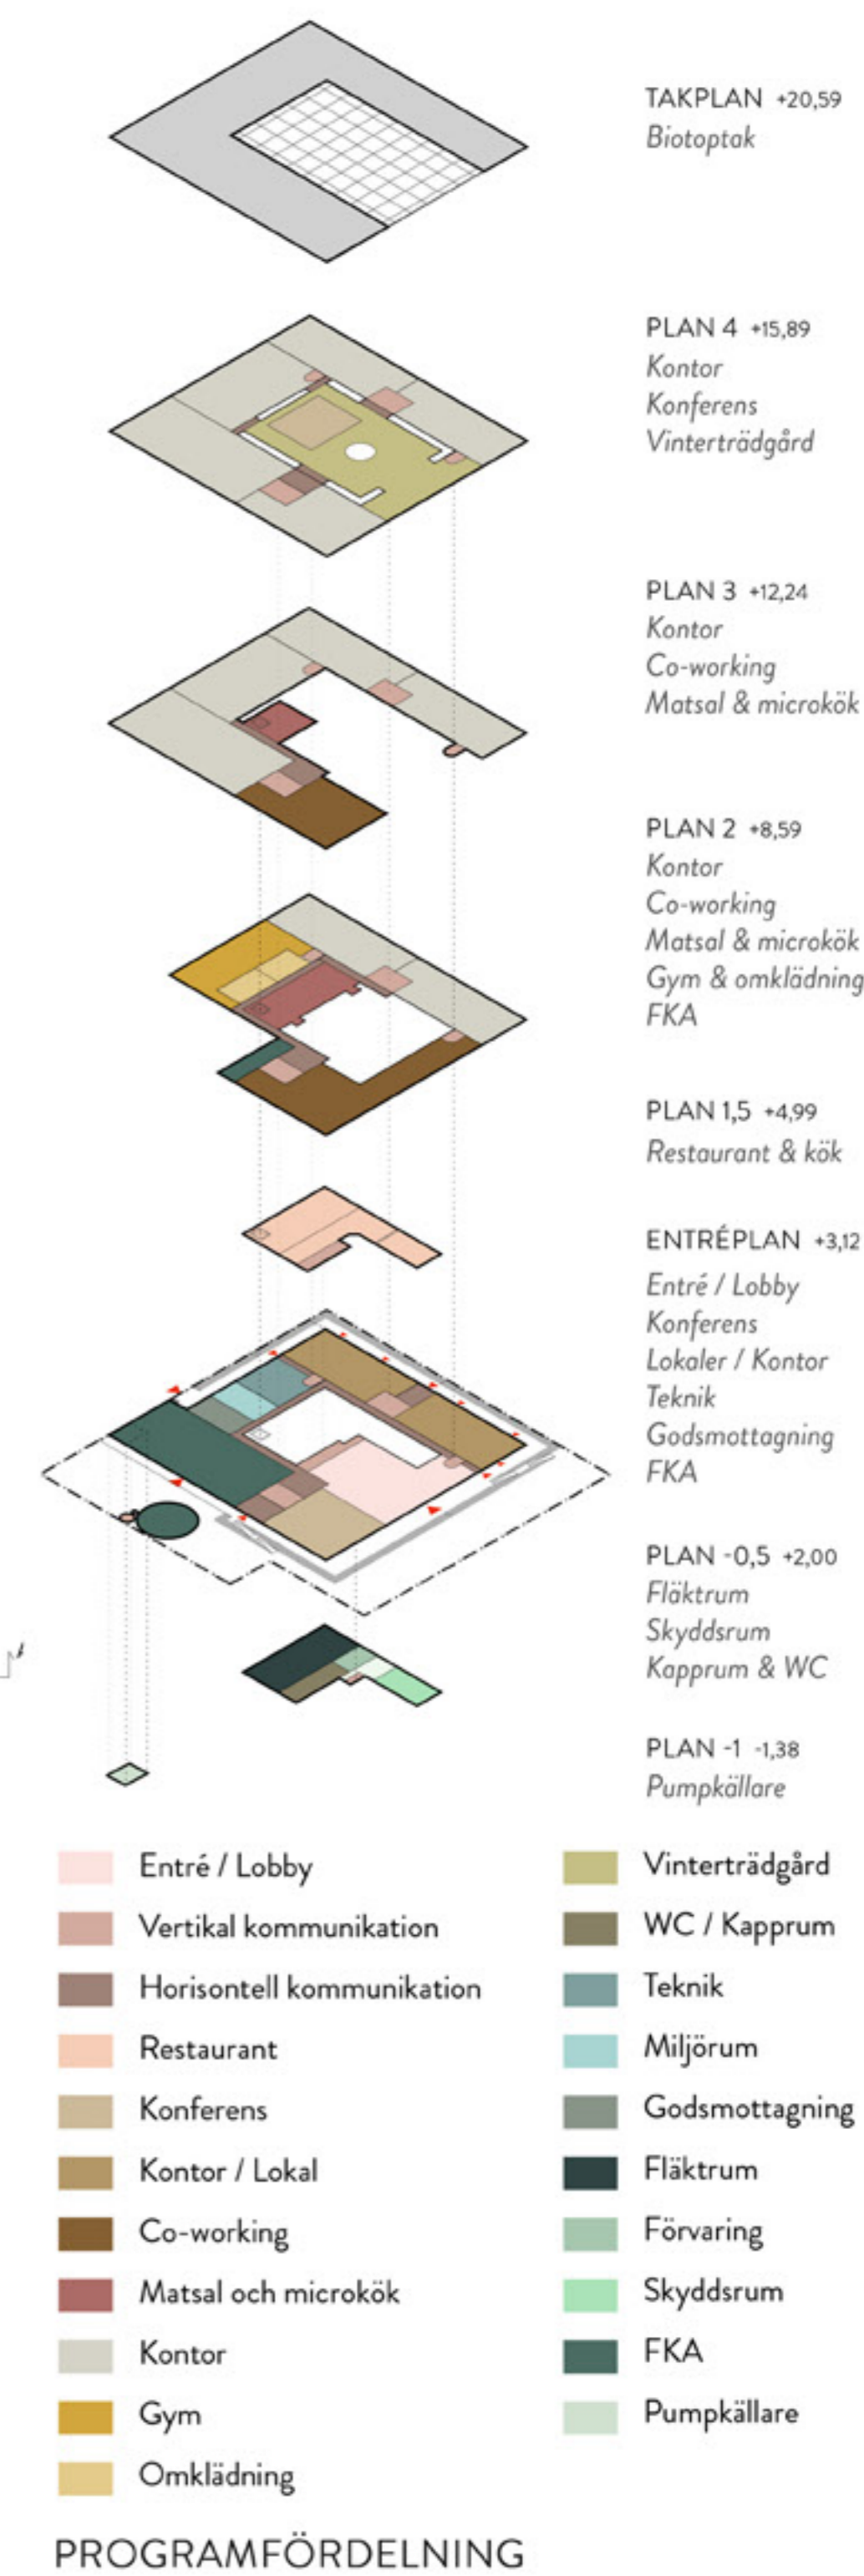 TAKPLAN +20,59
Biotoptak
PLAN 4 +15,89
Kontor
Konferens
Vinterträdgård
PLAN 3 +12,24
Kontor
Co-working
Matsal & microkök
PLAN 2 +8,59
Kontor
Co-working
Matsal & microkök
Gym & omklädning
FKA
PLAN 1,5 +4,99
Restaurant & kök
ENTRÉPLAN +3,12
Entré / Lobby
Konferens
Lokaler / Kontor
Teknik
Godsmottagning
FKA
PLAN -0,5 +2,00
Fläktrum
Skyddsrum
Kapprum & WC
PLAN -1 -1,38
Pumpkällare
Entré / Lobby
Vertikal kommunikation
Horisontell kommunikation
Restaurant
Konferens
Kontor / Lokal
Co-working
Matsal och microkök
Kontor
Gym
Omklädning
Vinterträdgård
WC / Kapprum
Teknik
Miljörum
Godsmottagning
Fläktrum
Förvaring
Skyddsrum
FKA
Pumpkällare
PROGRAMFÖRDELNING